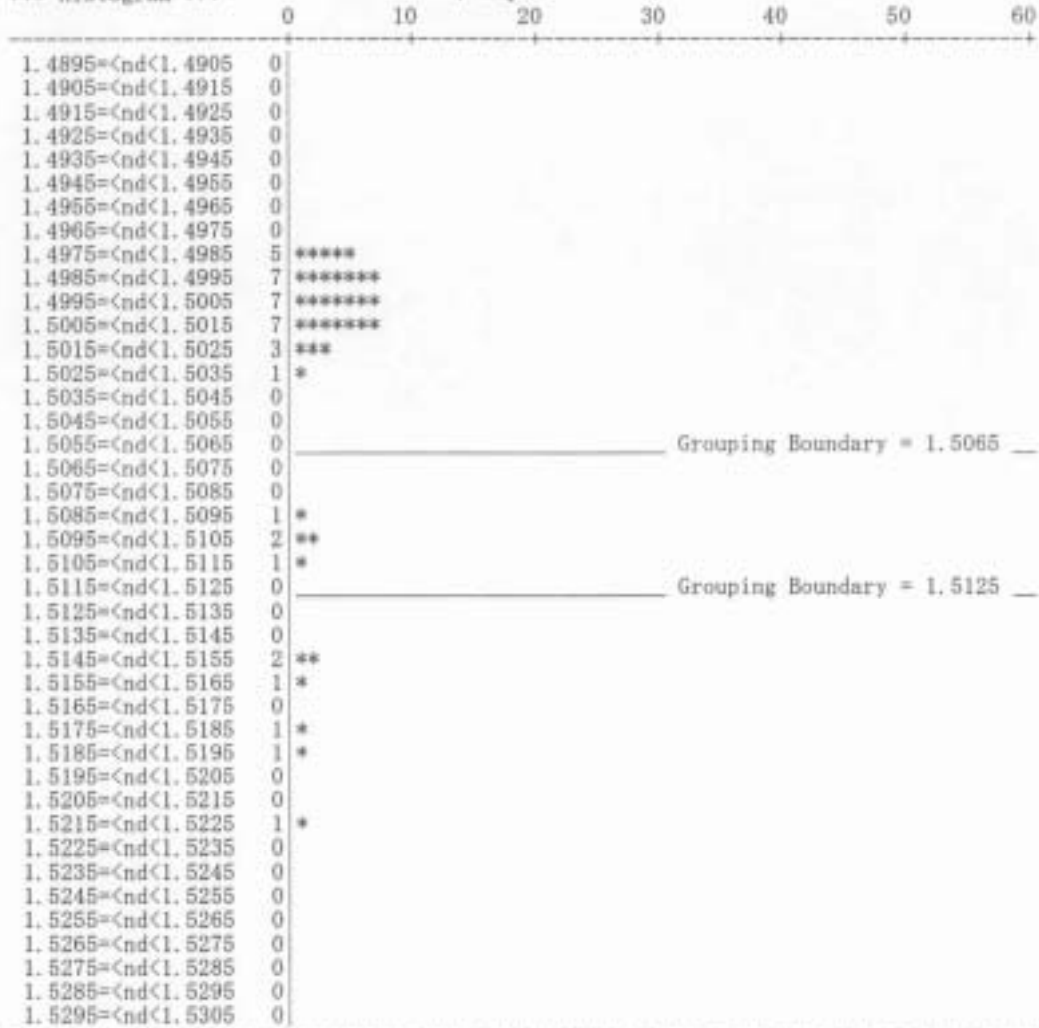 0 10 20 30 40 50 60
1.4895=<nd<1.4905 0
1.4905=<nd<1.4915 0
1.4915=<nd<1.4925 0
1.4925=<nd<1.4935 0
1.4935=<nd<1.4945 0
1.4945=<nd<1.4955 0
1.4955=<nd<1.4965 0
1.4965=<nd<1.4975 0
1.4975=<nd<1.4985 5 *****
1.4985=<nd<1.4995 7 *******
1.4995=<nd<1.5005 7 *******
1.5005=<nd<1.5015 7 *******
1.5015=<nd<1.5025 3 ***
1.5025=<nd<1.5035 1 *
1.5035=<nd<1.5045 0
1.5045=<nd<1.5055 0
1.5055=<nd<1.5065 0 Grouping Boundary = 1.5065
1.5065=<nd<1.5075 0
1.5075=<nd<1.5085 0
1.5085=<nd<1.5095 1 *
1.5095=<nd<1.5105 2 **
1.5105=<nd<1.5115 1 *
1.5115=<nd<1.5125 0 Grouping Boundary = 1.5125
1.5125=<nd<1.5135 0
1.5135=<nd<1.5145 0
1.5145=<nd<1.5155 2 **
1.5155=<nd<1.5165 1 *
1.5165=<nd<1.5175 0
1.5175=<nd<1.5185 1 *
1.5185=<nd<1.5195 1 *
1.5195=<nd<1.5205 0
1.5205=<nd<1.5215 0
1.5215=<nd<1.5225 1 *
1.5225=<nd<1.5235 0
1.5235=<nd<1.5245 0
1.5245=<nd<1.5255 0
1.5255=<nd<1.5265 0
1.5265=<nd<1.5275 0
1.5275=<nd<1.5285 0
1.5285=<nd<1.5295 0
1.5295=<nd<1.5305 0